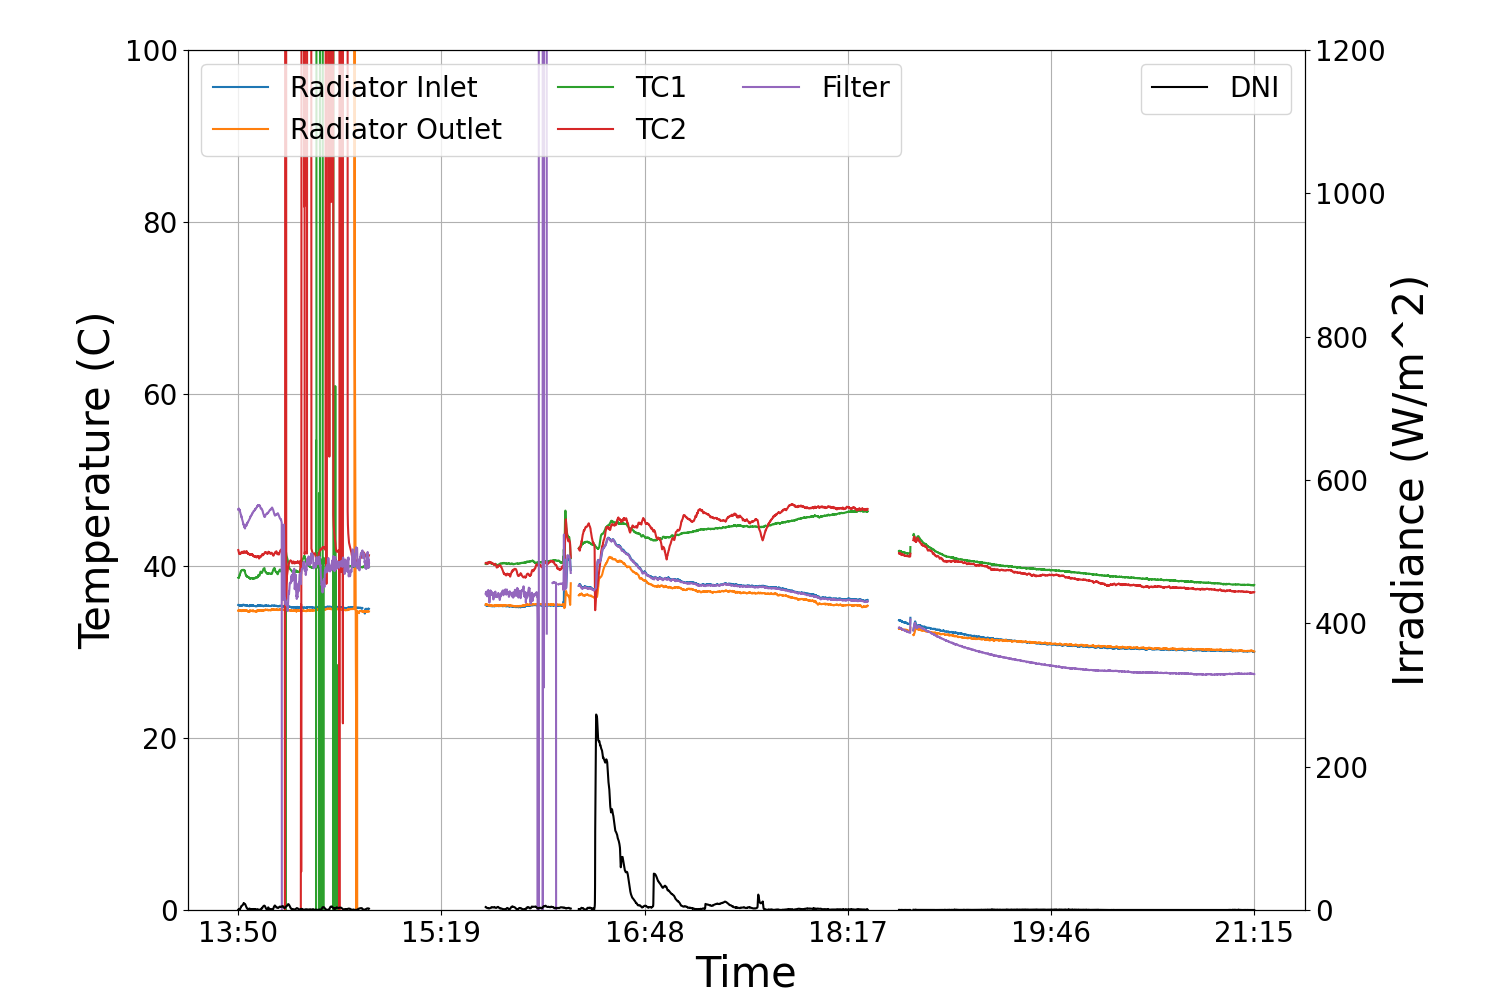 100
80
60
40
20
0
Temperature (C)
Radiator Inlet
Radiator Outlet
TC1
TC2
Filter
DNI
1200
1000
800
600
400
200
0
Irradiance (W/m^2)
13:50
15:19
16:48
18:17
19:46
21:15
Time